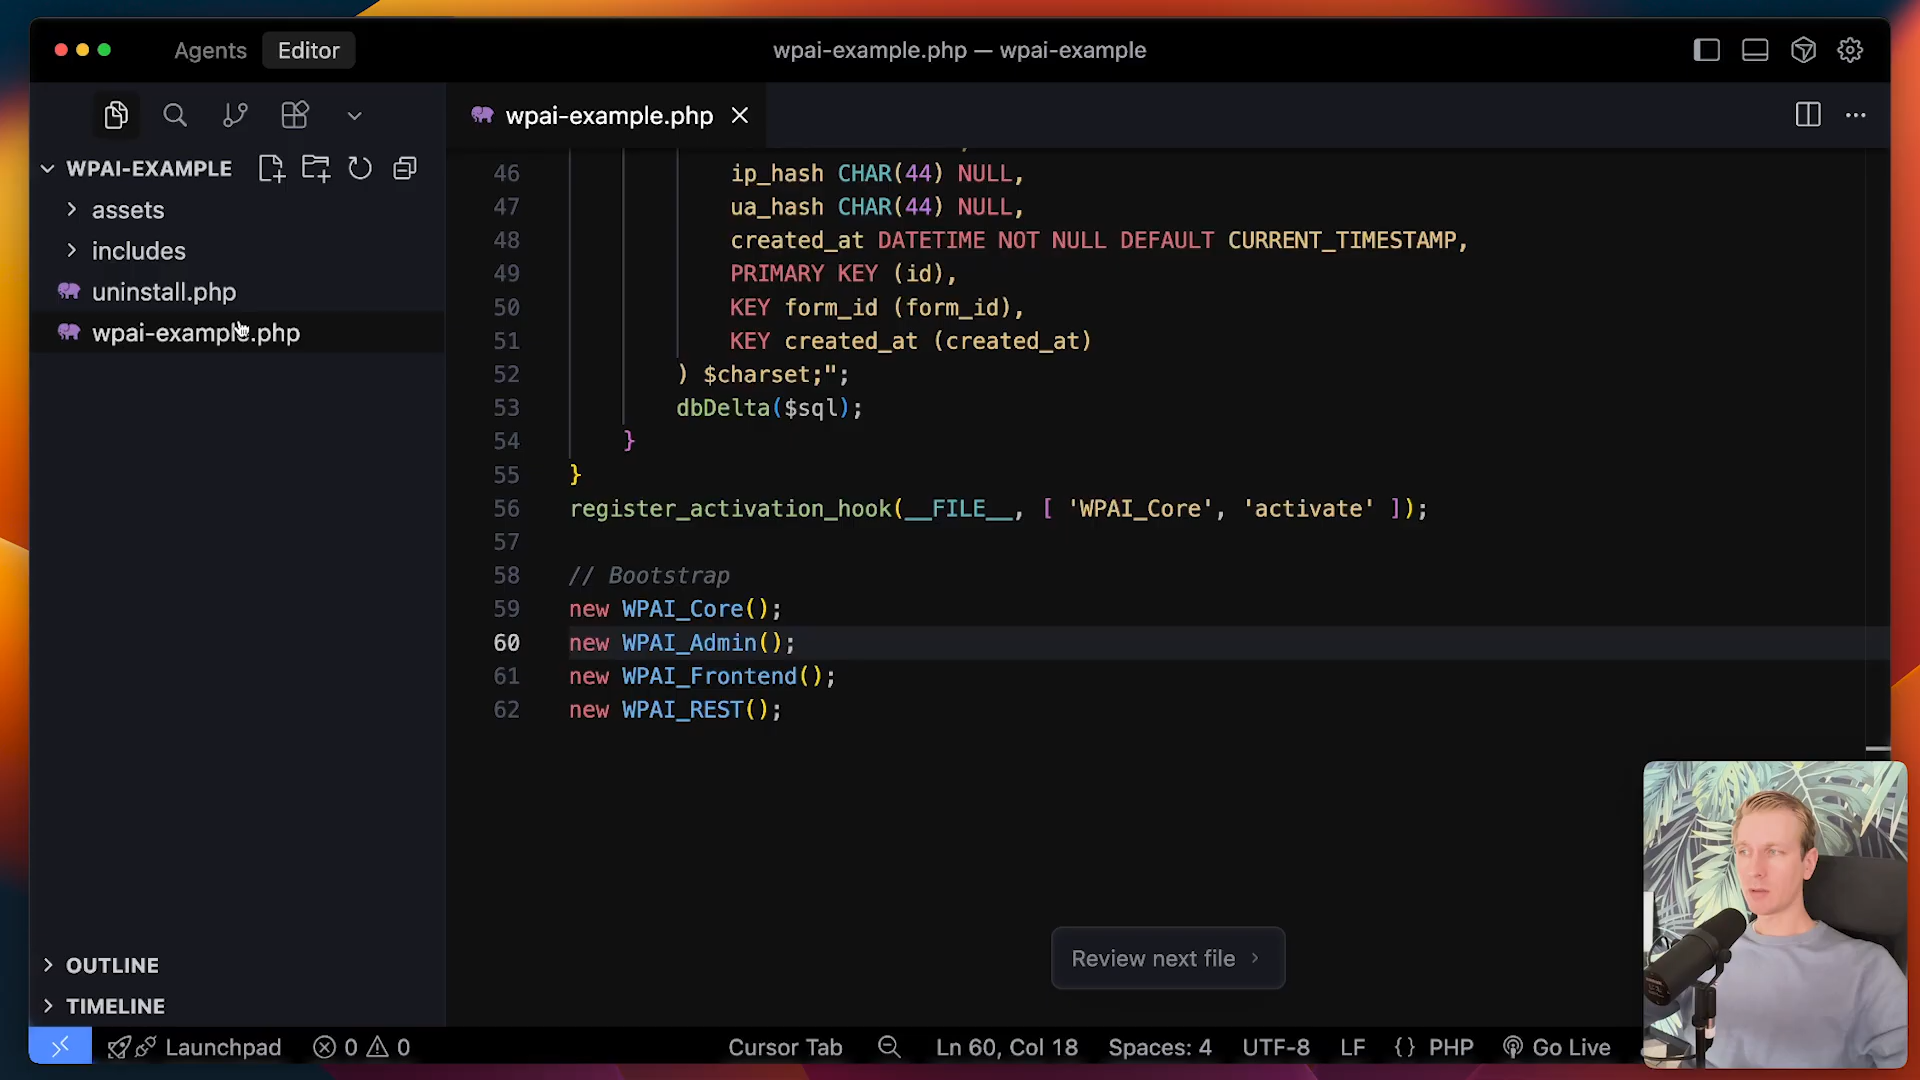 Agents Editor wpai-example.php — wpai-example
wpai-example.php
WPAI-EXAMPLE
assets
includes
uninstall.php
wpai-example.php
OUTLINE
TIMELINE
46 ip_hash CHAR(44) NULL,
47 ua_hash CHAR(44) NULL,
48 created_at DATETIME NOT NULL DEFAULT CURRENT_TIMESTAMP,
49 PRIMARY KEY (id),
50 KEY form_id (form_id),
51 KEY created_at (created_at)
52 ) $charset;";
53 dbDelta($sql);
54 }
55 }
56 register_activation_hook(__FILE__, [ 'WPAI_Core', 'activate' ]);
57
58 // Bootstrap
59 new WPAI_Core();
60 new WPAI_Admin();
61 new WPAI_Frontend();
62 new WPAI_REST();
Review next file
Launchpad 0 0 Cursor Tab Ln 60, Col 18 Spaces: 4 UTF-8 LF {} PHP Go Live